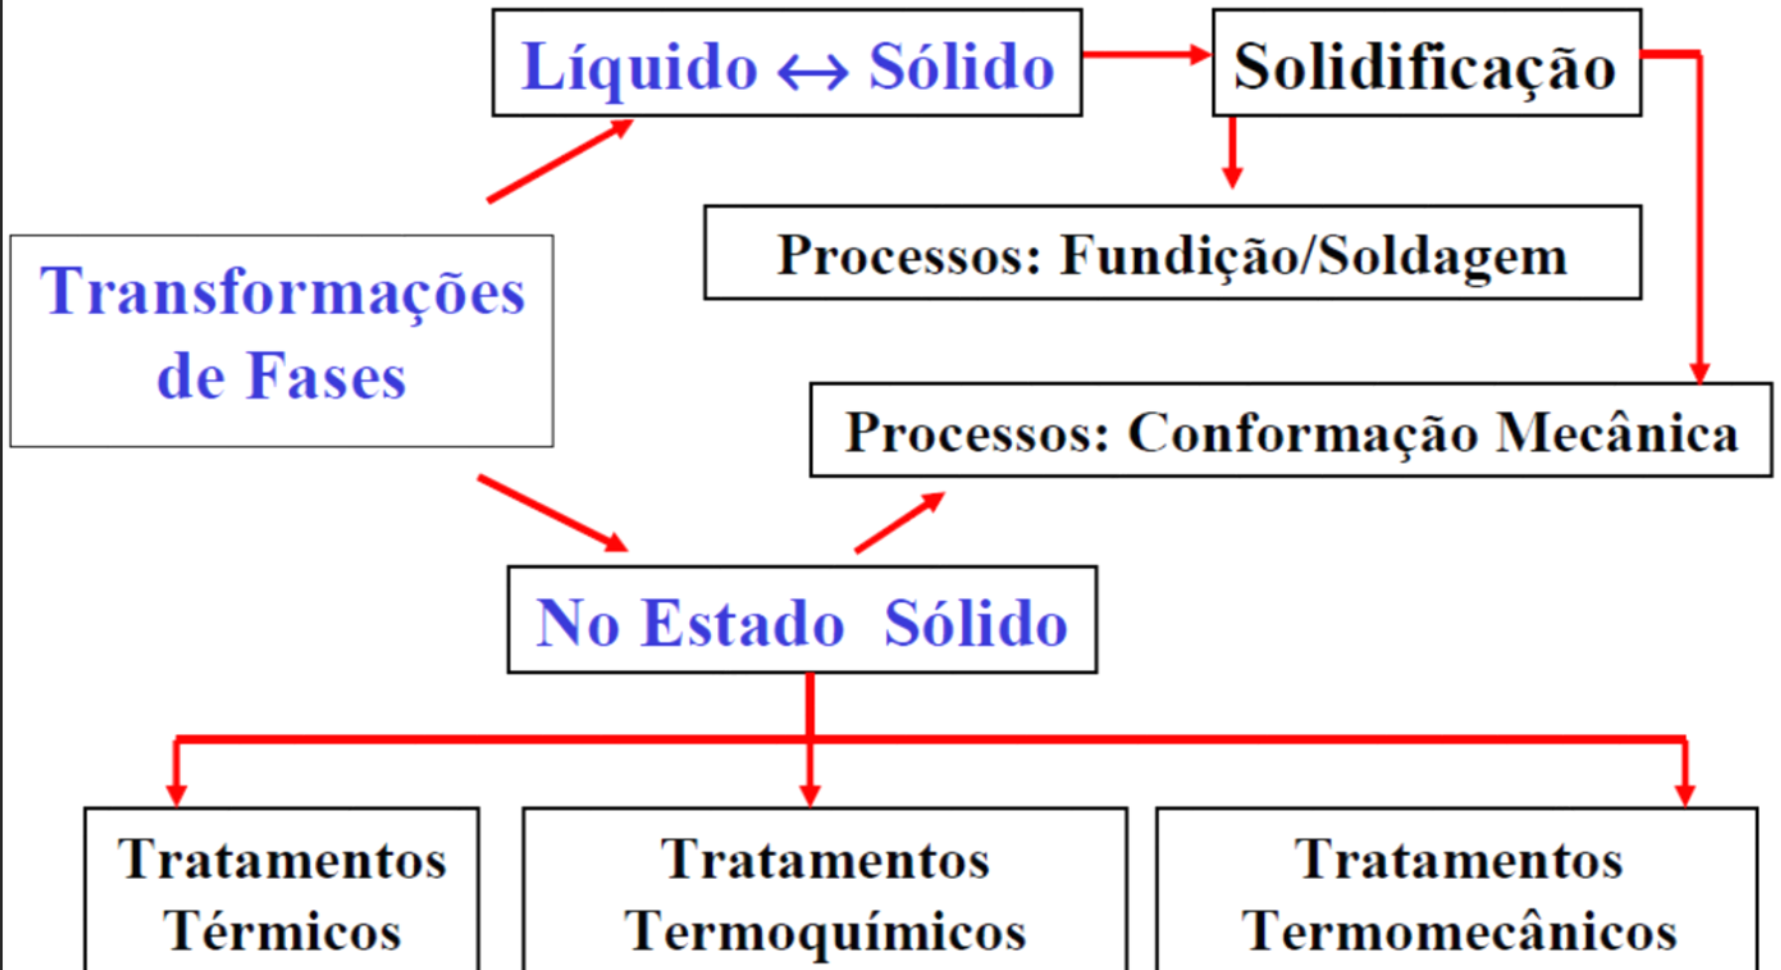 Líquido ↔ Sólido
Solidificação
Processos: Fundição/Soldagem
Transformações
de Fases
Processos: Conformação Mecânica
No Estado Sólido
Tratamentos
Térmicos
Tratamentos
Termoquímicos
Tratamentos
Termomecânicos